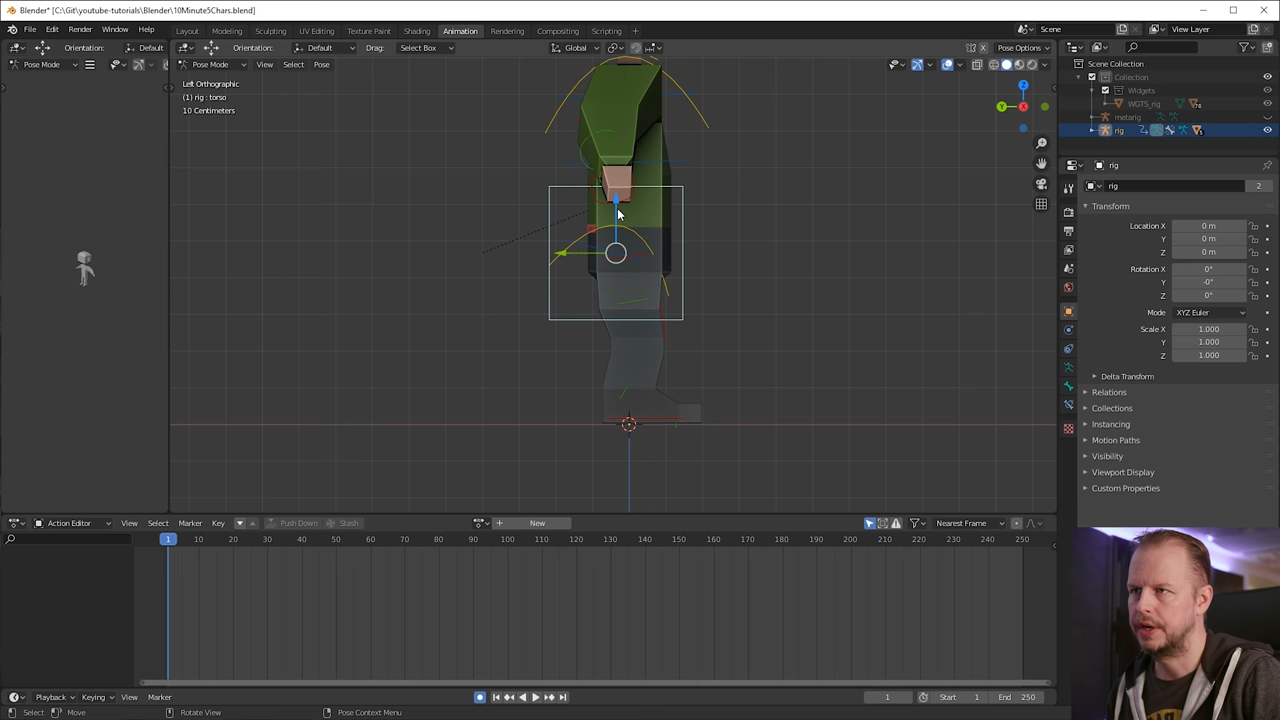 Blender* [C:\Git\youtube-tutorials\Blender\10Minute5Chars.blend]
File Edit Render Window Help Layout Modeling Sculpting UV Editing Texture Paint Shading Animation Rendering Compositing Scripting Scene View Layer
Orientation: Default Orientation: Default Drag: Select Box Global Pose Options
Pose Mode Pose Mode View Select Pose
Left Orthographic
(1) rig : torso
10 Centimeters
Scene Collection
Collection
Widgets
WGTS_rig
metarig
rig
rig
rig 2
Transform
Location X 0 m
Y 0 m
Z 0 m
Rotation X 0°
Y -0°
Z 0°
Mode XYZ Euler
Scale X 1.000
Y 1.000
Z 1.000
Delta Transform
Relations
Collections
Instancing
Motion Paths
Visibility
Viewport Display
Custom Properties
Action Editor View Select Marker Key Push Down Stash New Nearest Frame
1 10 20 30 40 50 60 70 80 90 100 110 120 130 140 150 160 170 180 190 200 210 220 230 240 250
Playback Keying View Marker 1 Start 1 End 250
Select Move Rotate View Pose Context Menu